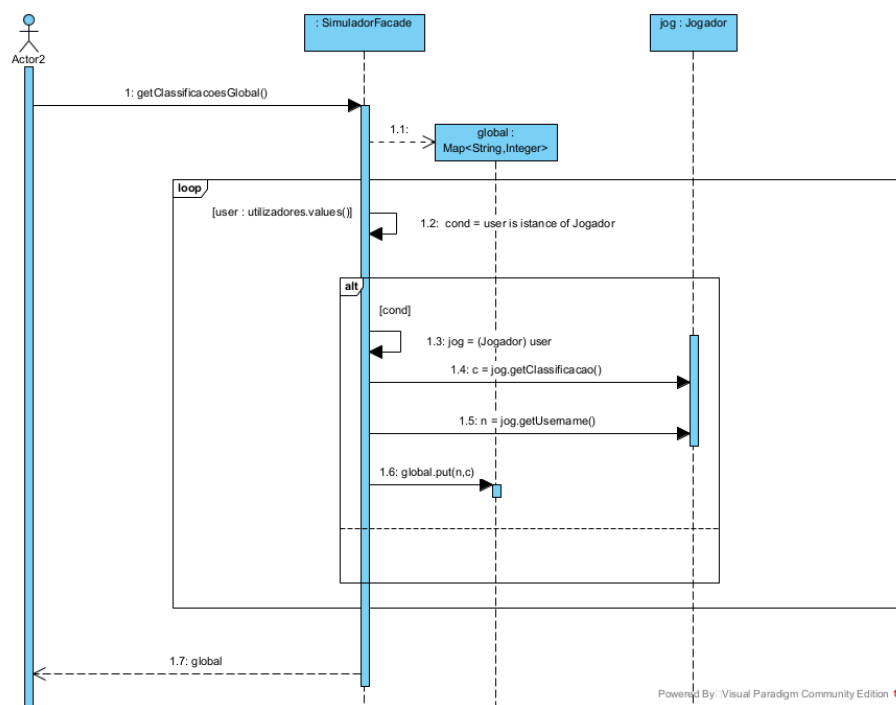 : SimuladorFacade
jog : Jogador
Actor2
1: getClassificacoesGlobal()
1.1:
global :
Map<String,Integer>
loop
[user : utilizadores.values()]
1.2: cond = user is istance of Jogador
alt
[cond]
1.3: jog = (Jogador) user
1.4: c = jog.getClassificacao()
1.5: n = jog.getUsername()
1.6: global.put(n,c)
1.7: global
Powered By Visual Paradigm Community Edition